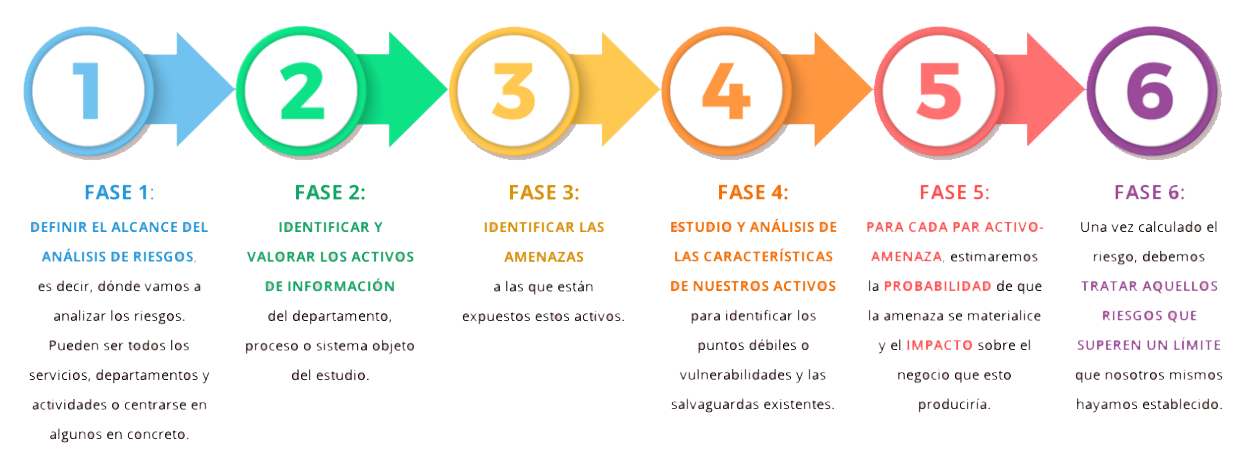 1
2
3
4
5
6
FASE 1:
DEFINIR EL ALCANCE DEL
ANÁLISIS DE RIESGOS,
es decir, dónde vamos a
analizar los riesgos.
Pueden ser todos los
servicios, departamentos y
actividades o centrarse en
algunos en concreto.
FASE 2:
IDENTIFICAR Y
VALORAR LOS ACTIVOS
DE INFORMACIÓN
del departamento,
proceso o sistema objeto
del estudio.
FASE 3:
IDENTIFICAR LAS
AMENAZAS
a las que están
expuestos estos activos.
FASE 4:
ESTUDIO Y ANÁLISIS DE
LAS CARACTERÍSTICAS
DE NUESTROS ACTIVOS
para identificar los
puntos débiles o
vulnerabilidades y las
salvaguardas existentes.
FASE 5:
PARA CADA PAR ACTIVO-
AMENAZA, estimaremos
la PROBABILIDAD de que
la amenaza se materialice
y el IMPACTO sobre el
negocio que esto
produciría.
FASE 6:
Una vez calculado el
riesgo, debemos
TRATAR AQUELLOS
RIESGOS QUE
SUPEREN UN LÍMITE
que nosotros mismos
hayamos establecido.